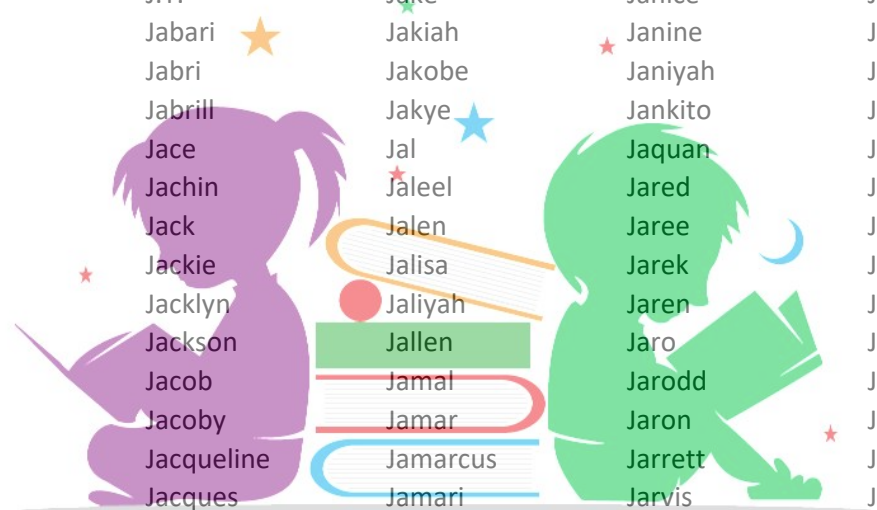 Jabari Jakiah Janine J
Jabri Jakobe Janiyah J
Jabrill Jakye Jankito J
Jace Jal Jaquan J
Jachin Jaleel Jared J
Jack Jalen Jaree J
Jackie Jalisa Jarek J
Jacklyn Jaliyah Jaren J
Jackson Jallen Jaro J
Jacob Jamal Jarodd J
Jacoby Jamar Jaron J
Jacqueline Jamarcus Jarrett J
Jacques Jamari Jarvis J